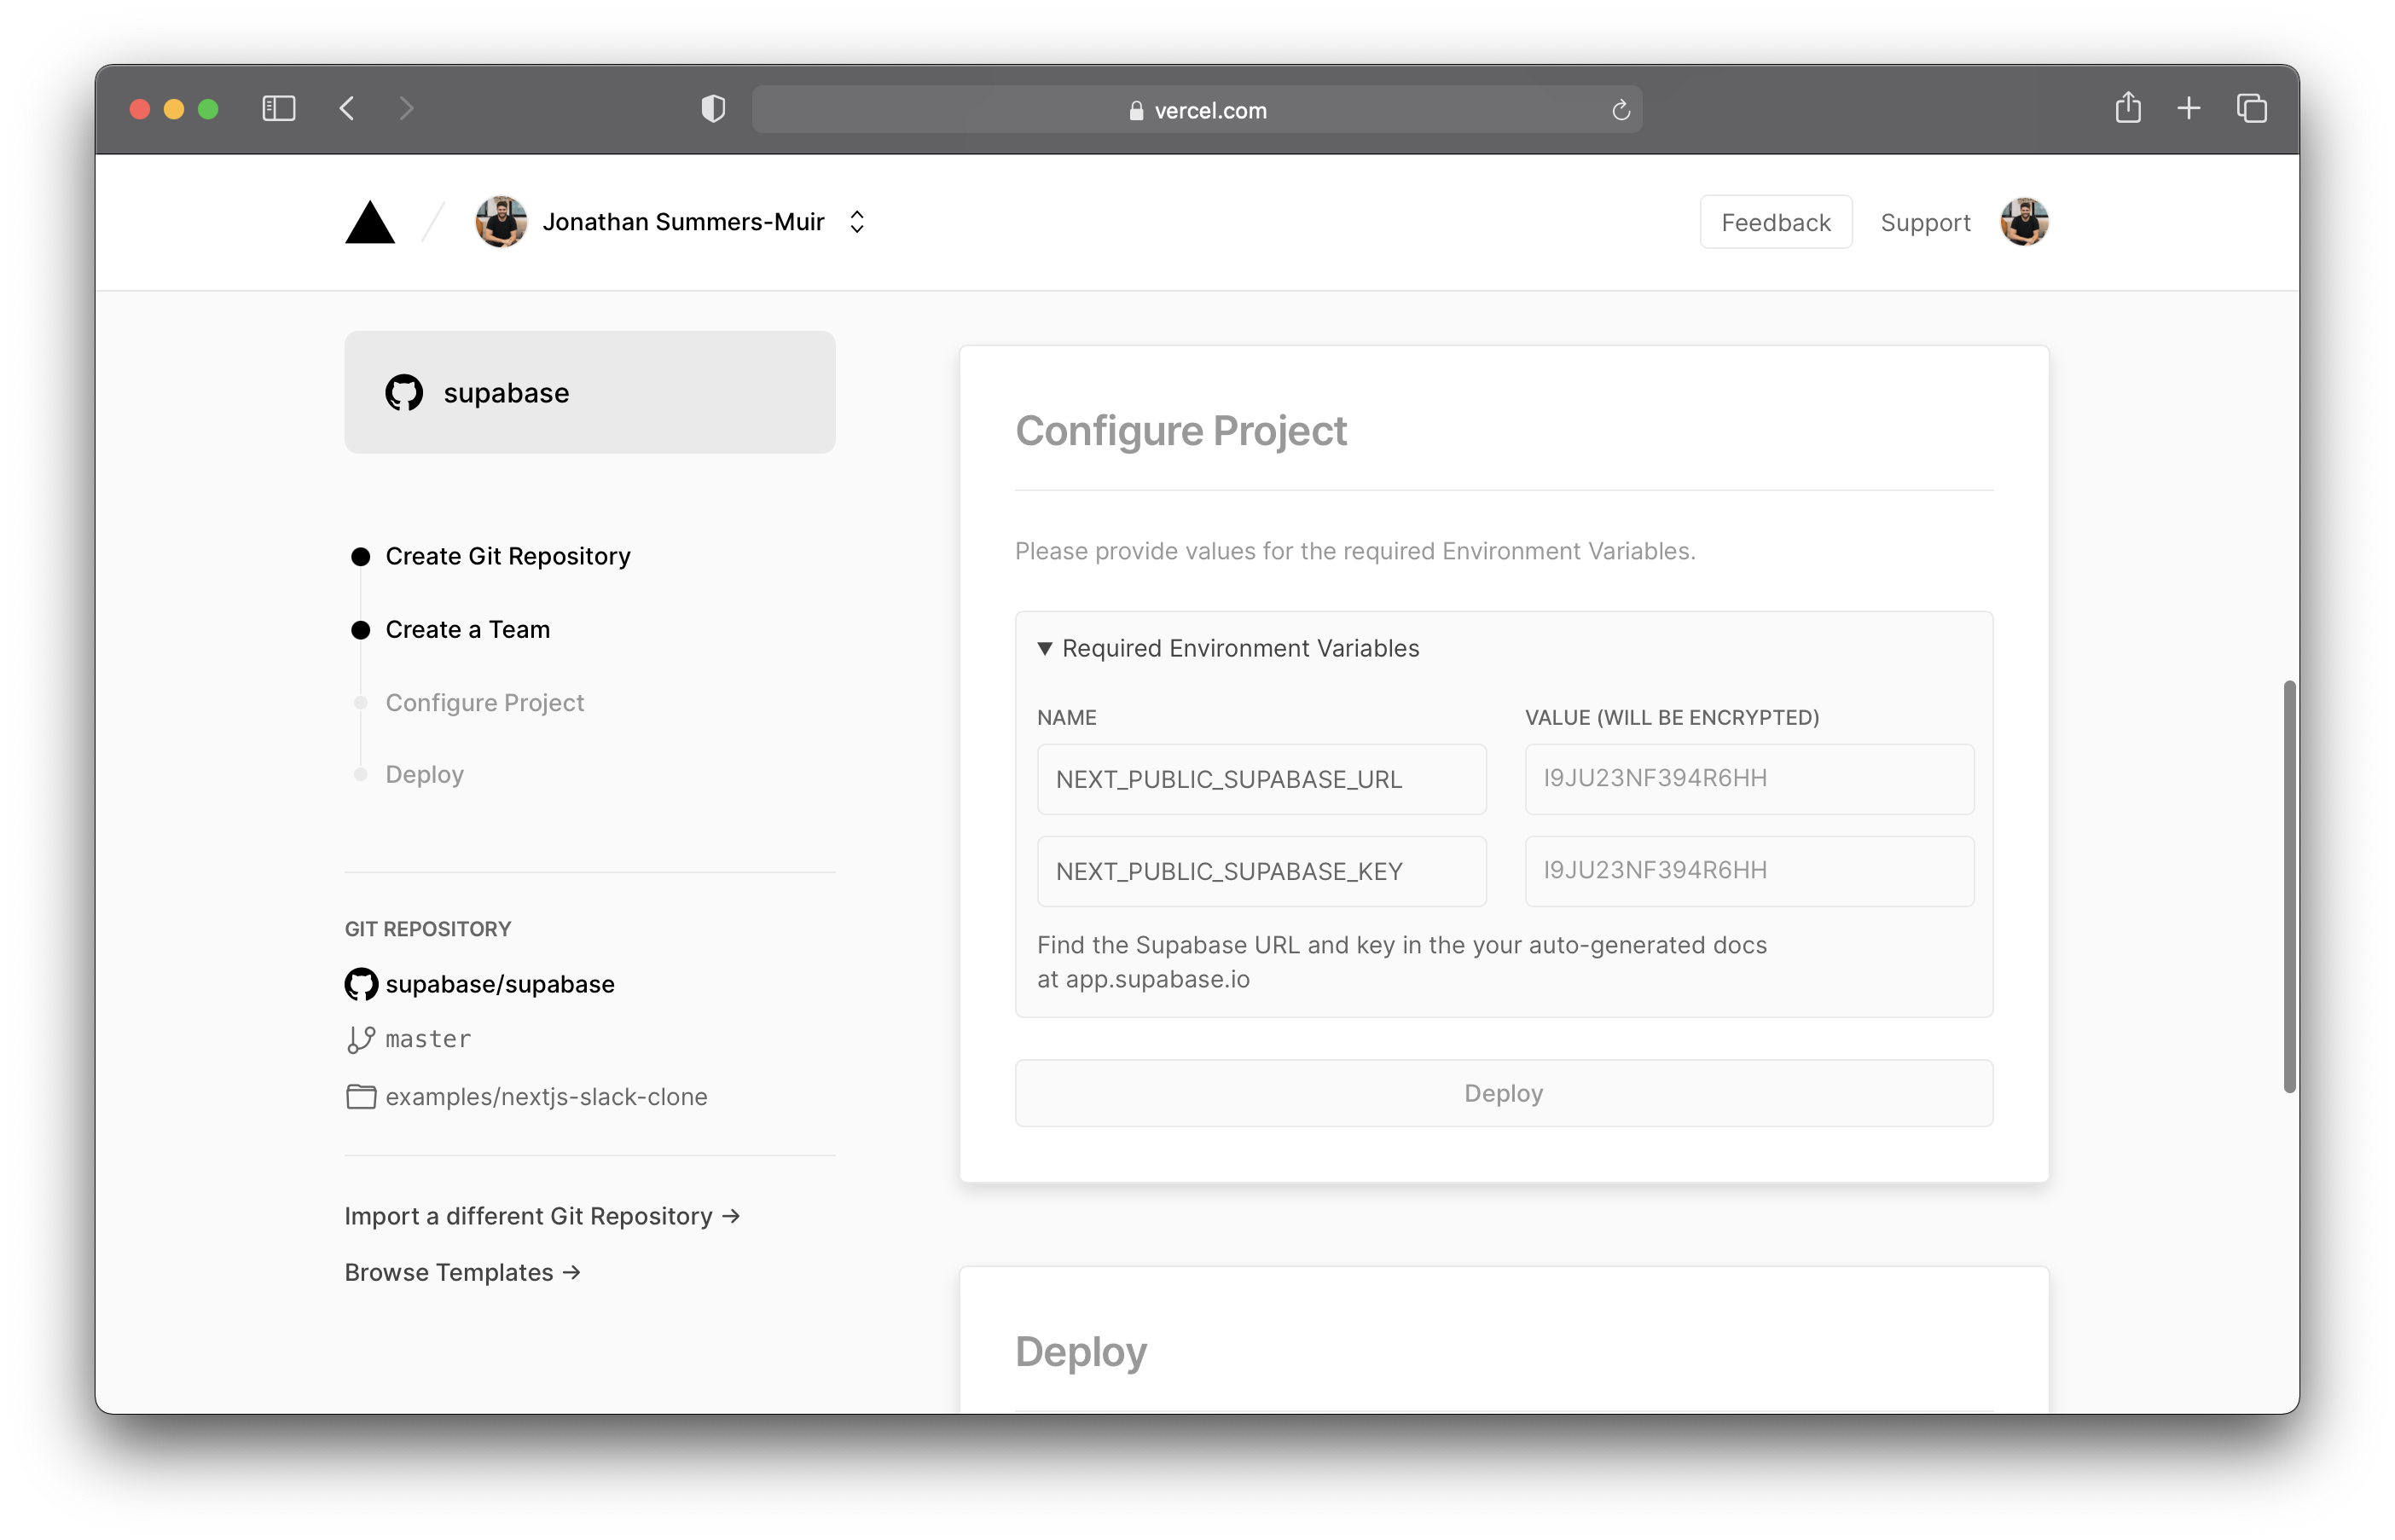 vercel.com
Jonathan Summers-Muir
Feedback
Support
supabase
Create Git Repository
Create a Team
Configure Project
Deploy
GIT REPOSITORY
supabase/supabase
master
examples/nextjs-slack-clone
Import a different Git Repository →
Browse Templates →
Configure Project
Please provide values for the required Environment Variables.
▼ Required Environment Variables
NAME
VALUE (WILL BE ENCRYPTED)
NEXT_PUBLIC_SUPABASE_URL
I9JU23NF394R6HH
NEXT_PUBLIC_SUPABASE_KEY
I9JU23NF394R6HH
Find the Supabase URL and key in the your auto-generated docs
at app.supabase.io
Deploy
Deploy